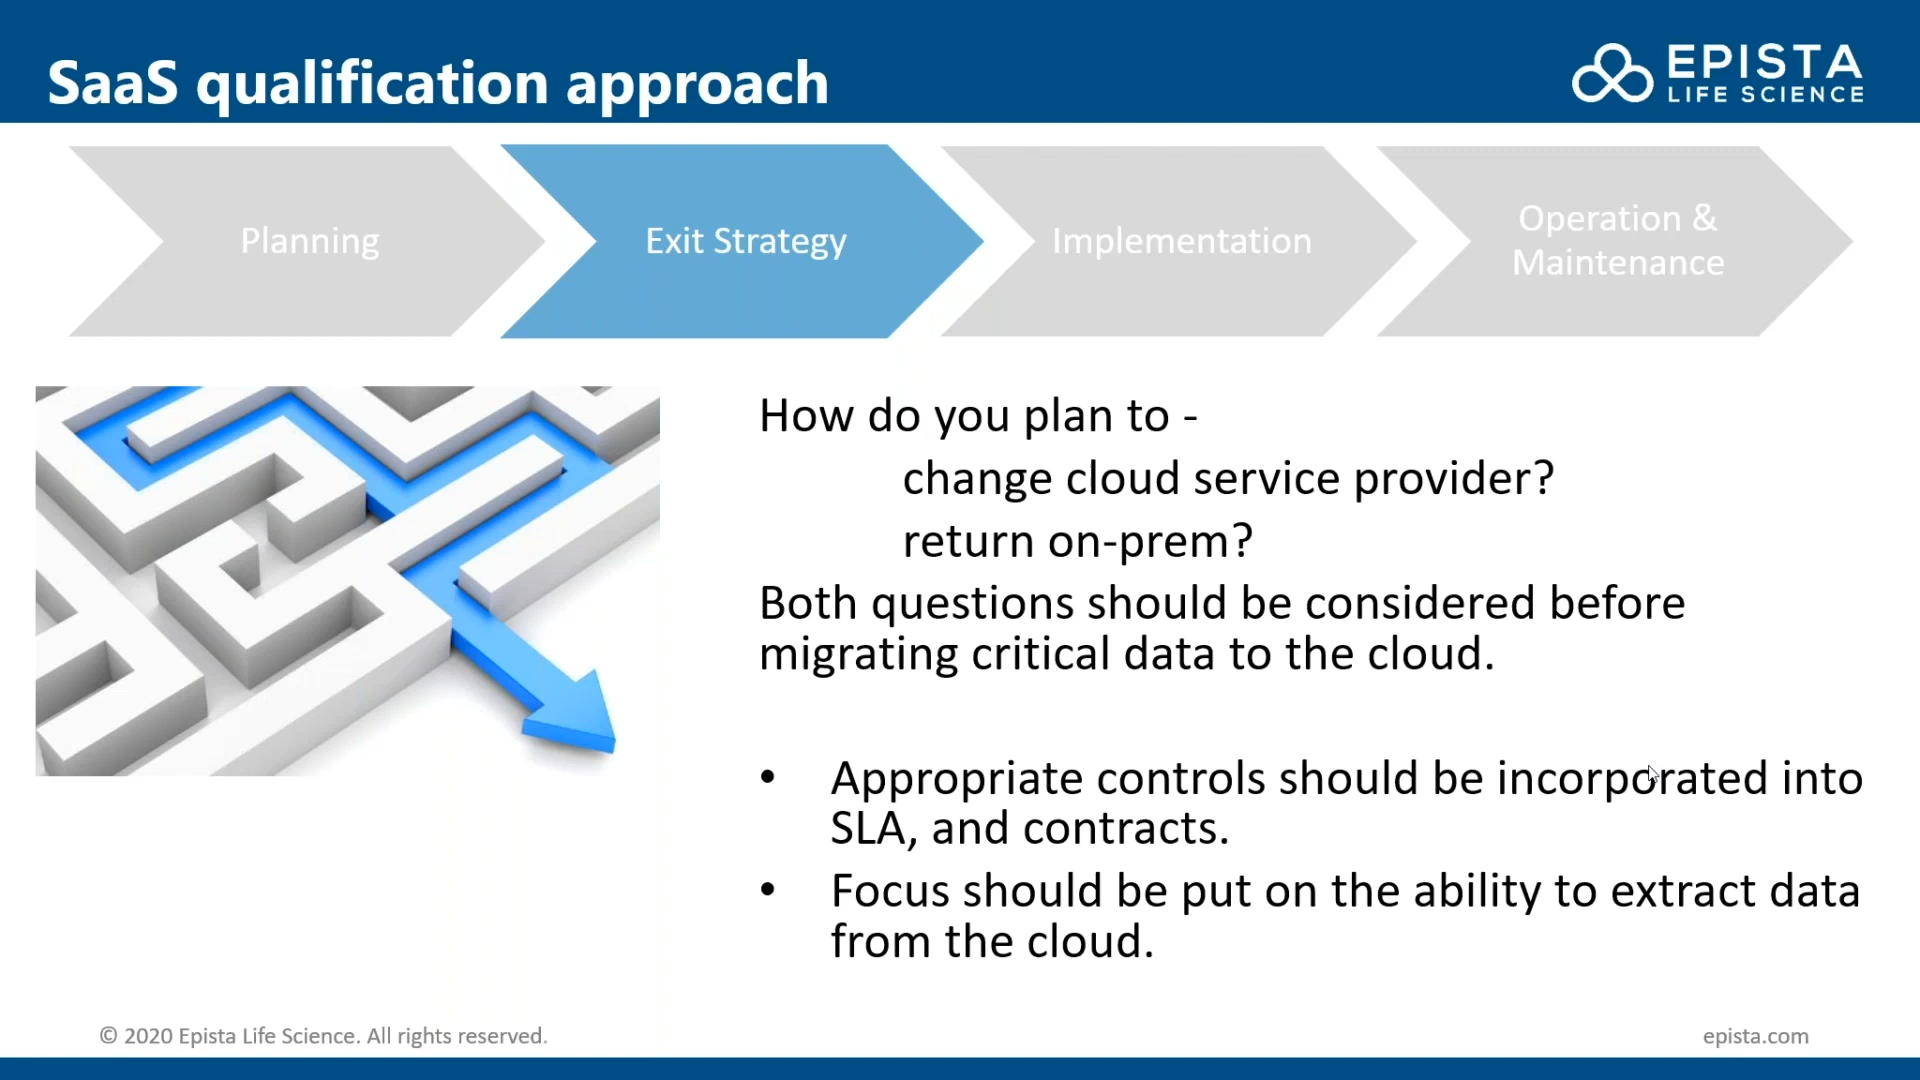 SaaS qualification approach
EPISTA
LIFE SCIENCE
Planning
Exit Strategy
Implementation
Operation &
Maintenance
How do you plan to -
change cloud service provider?
return on-prem?
Both questions should be considered before
migrating critical data to the cloud.
• Appropriate controls should be incorporated into
SLA, and contracts.
• Focus should be put on the ability to extract data
from the cloud.
© 2020 Epista Life Science. All rights reserved.
epista.com